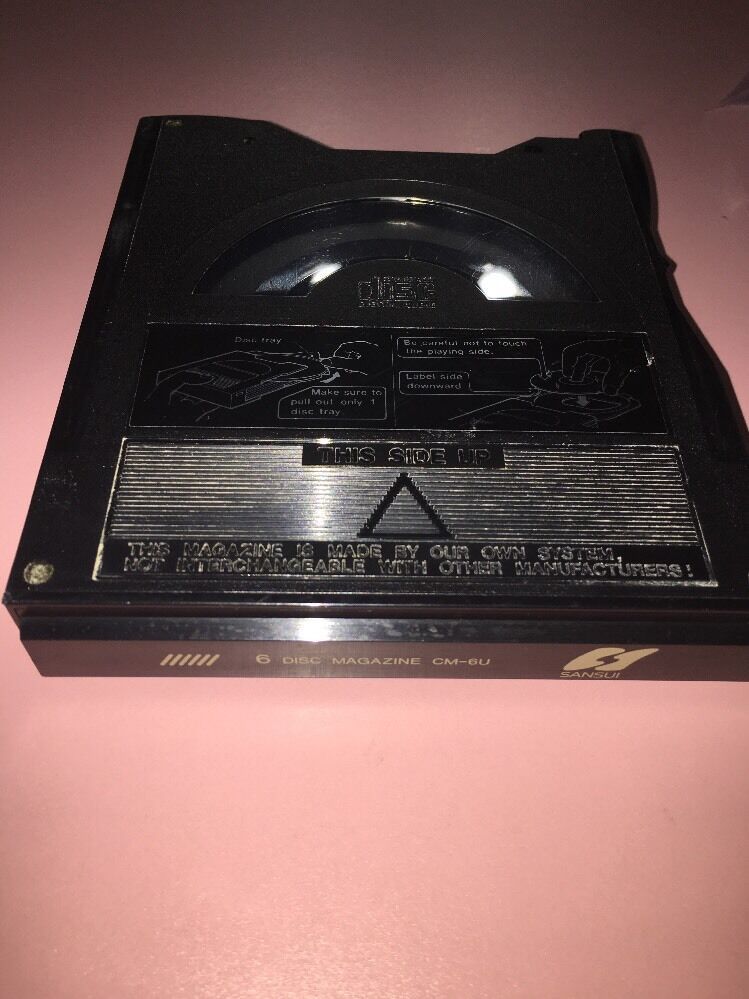 disc
Disc tray
Make sure to
pull out only 1
disc tray.
Be careful not to touch
the playing side.
Label side
downward
THIS SIDE UP
THIS MAGAZINE IS MADE BY OUR OWN SYSTEM,
NOT INTERCHANGEABLE WITH OTHER MANUFACTURERS!
6 DISC MAGAZINE CM-6U
SANSUI